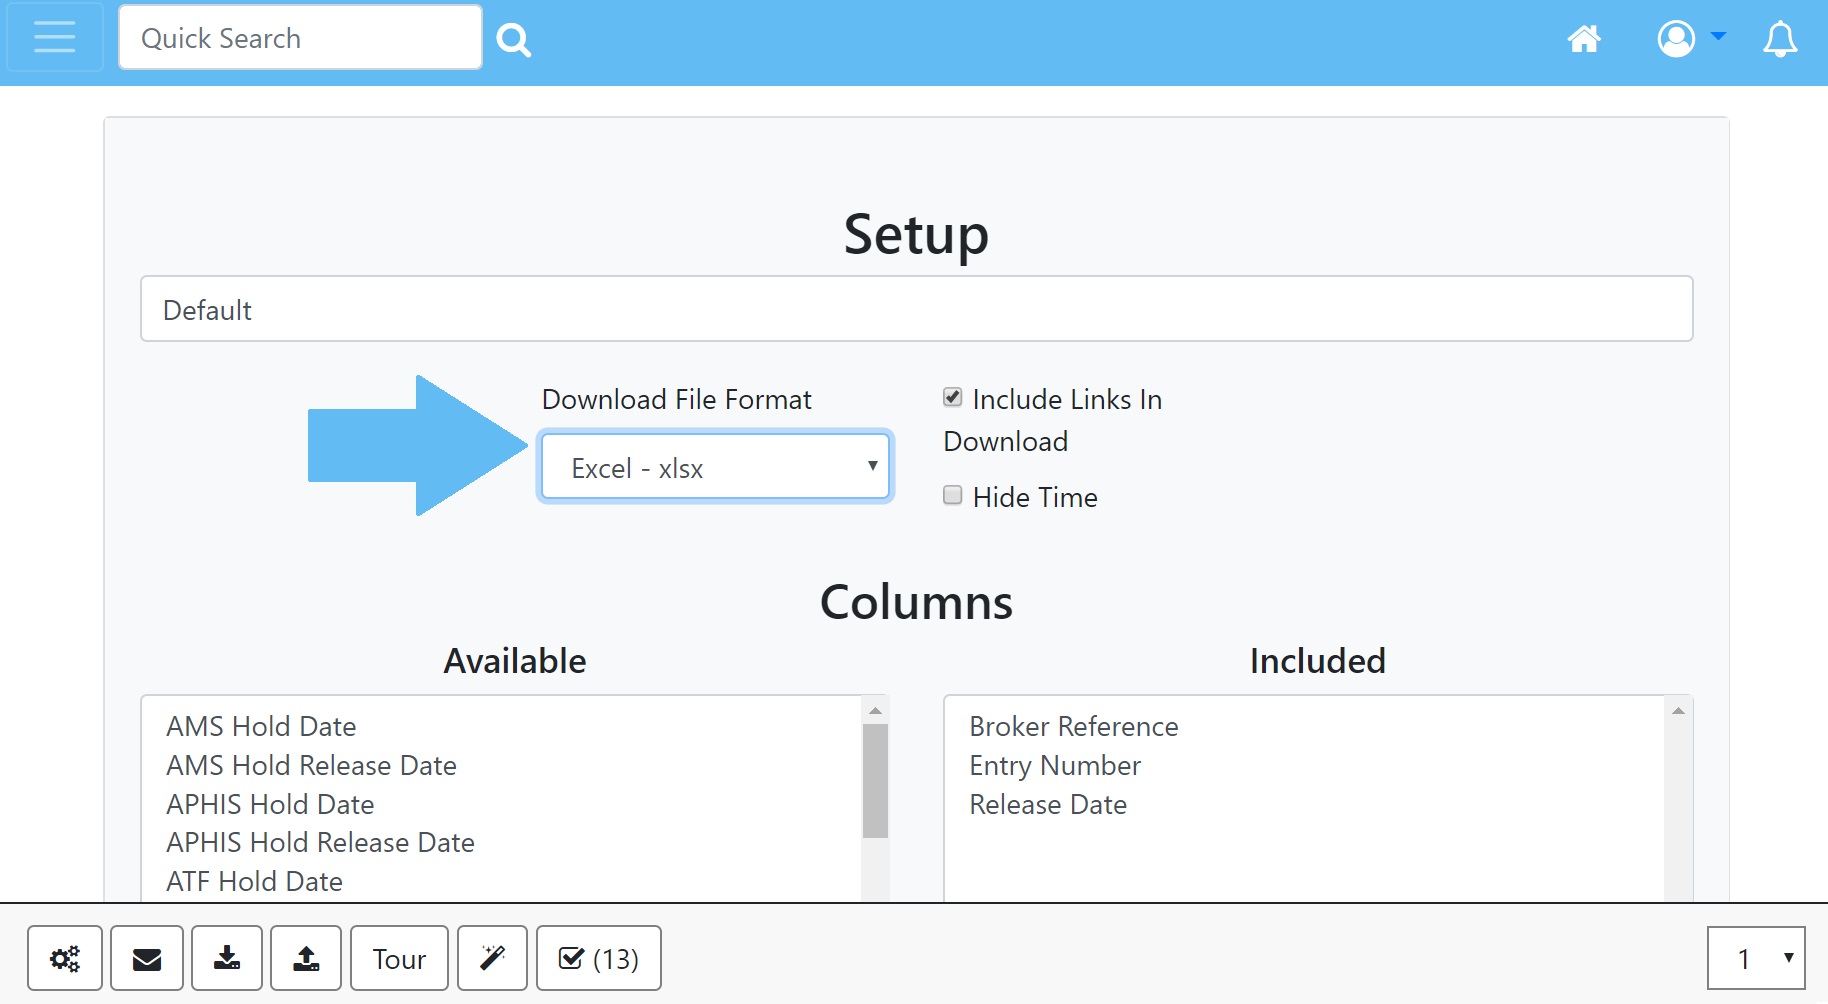 Quick Search
Setup
Default
Download File Format
Include Links In
Download
Excel - xlsx
Hide Time
Columns
Available
Included
AMS Hold Date
AMS Hold Release Date
APHIS Hold Date
APHIS Hold Release Date
ATF Hold Date
Broker Reference
Entry Number
Release Date
Tour
(13)
1